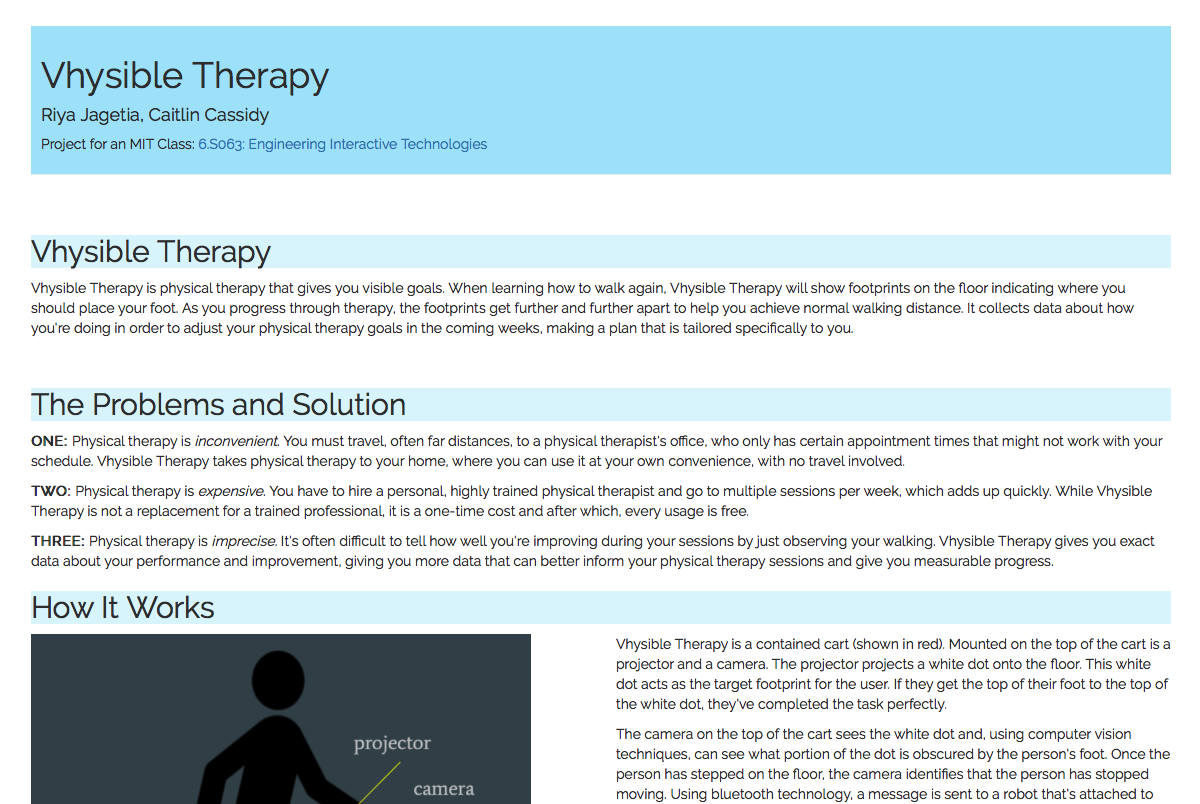 Vhysible Therapy
Riya Jagetia, Caitlin Cassidy
Project for an MIT Class: 6.S063: Engineering Interactive Technologies
Vhysible Therapy
Vhysible Therapy is physical therapy that gives you visible goals. When learning how to walk again, Vhysible Therapy will show footprints on the floor indicating where you
should place your foot. As you progress through therapy, the footprints get further and further apart to help you achieve normal walking distance. It collects data about how
you're doing in order to adjust your physical therapy goals in the coming weeks, making a plan that is tailored specifically to you.
The Problems and Solution
ONE: Physical therapy is inconvenient. You must travel, often far distances, to a physical therapist's office, who only has certain appointment times that might not work with your
schedule. Vhysible Therapy takes physical therapy to your home, where you can use it at your own convenience, with no travel involved.
TWO: Physical therapy is expensive. You have to hire a personal, highly trained physical therapist and go to multiple sessions per week, which adds up quickly. While Vhysible
Therapy is not a replacement for a trained professional, it is a one-time cost and after which, every usage is free.
THREE: Physical therapy is imprecise. It's often difficult to tell how well you're improving during your sessions by just observing your walking. Vhysible Therapy gives you exact
data about your performance and improvement, giving you more data that can better inform your physical therapy sessions and give you measurable progress.
How It Works
projector
camera
Vhysible Therapy is a contained cart (shown in red). Mounted on the top of the cart is a
projector and a camera. The projector projects a white dot onto the floor. This white
dot acts as the target footprint for the user. If they get the top of their foot to the top of
the white dot, they've completed the task perfectly.
The camera on the top of the cart sees the white dot and, using computer vision
techniques, can see what portion of the dot is obscured by the person's foot. Once the
person has stepped on the floor, the camera identifies that the person has stopped
moving. Using bluetooth technology, a message is sent to a robot that's attached to